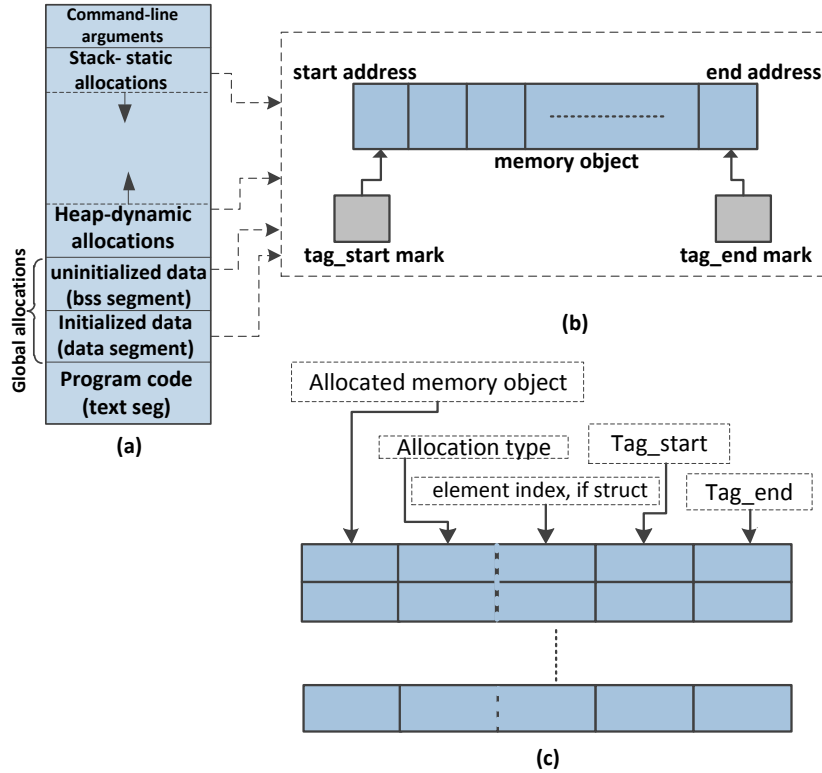 Command-line
arguments
Stack- static
allocations
Heap-dynamic
allocations
Global allocations
uninitialized data
(bss segment)
Initialized data
(data segment)
Program code
(text seg)
(a)
start address
end address
memory object
tag_start mark
tag_end mark
(b)
Allocated memory object
Allocation type
element index, if struct
Tag_start
Tag_end
(c)